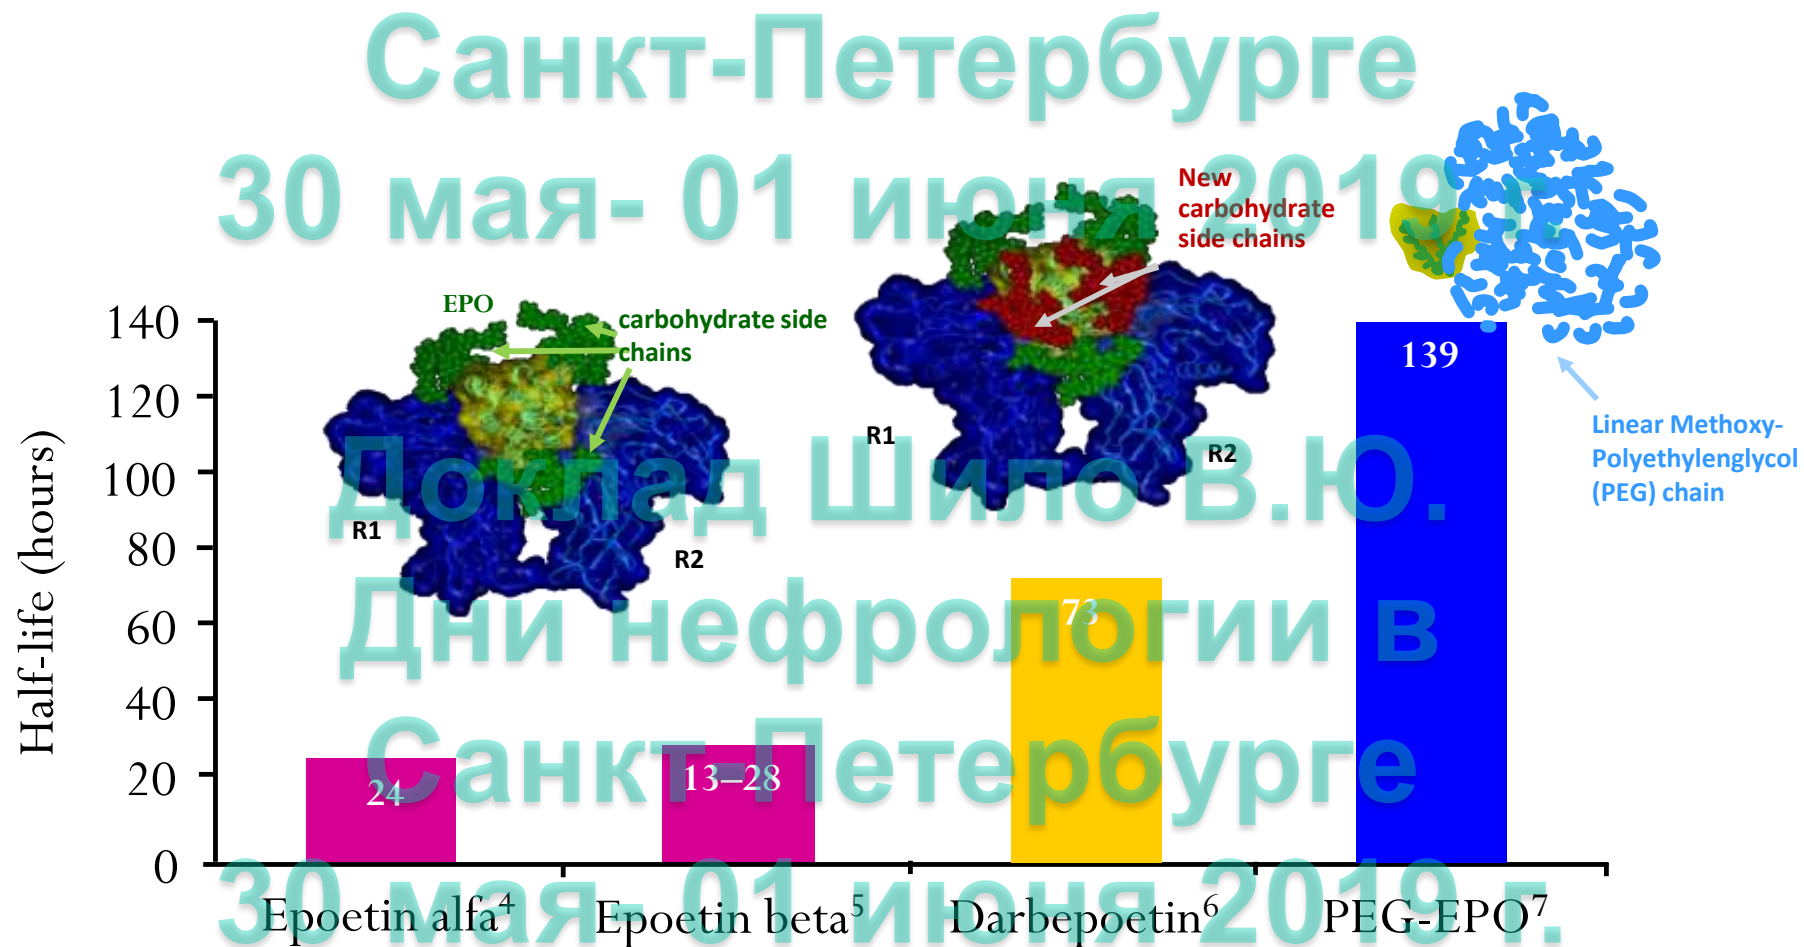 Санкт-Петербурге
30 мая- 01 июня 2019 г.
New
carbohydrate
side chains
EPO
carbohydrate side
chains
R1
R2
R1
R2
Linear Methoxy-
Polyethylenglycol
(PEG) chain
Доклад Шило В.Ю.
Дни нефрологии в
Санкт-Петербурге
30 мая- 01 июня 2019 г.
Half-life (hours)
140
120
100
80
60
40
20
0
24
13–28
73
139
Epoetin alfa⁴
Epoetin beta⁵
Darbepoetin⁶
PEG-EPO⁷